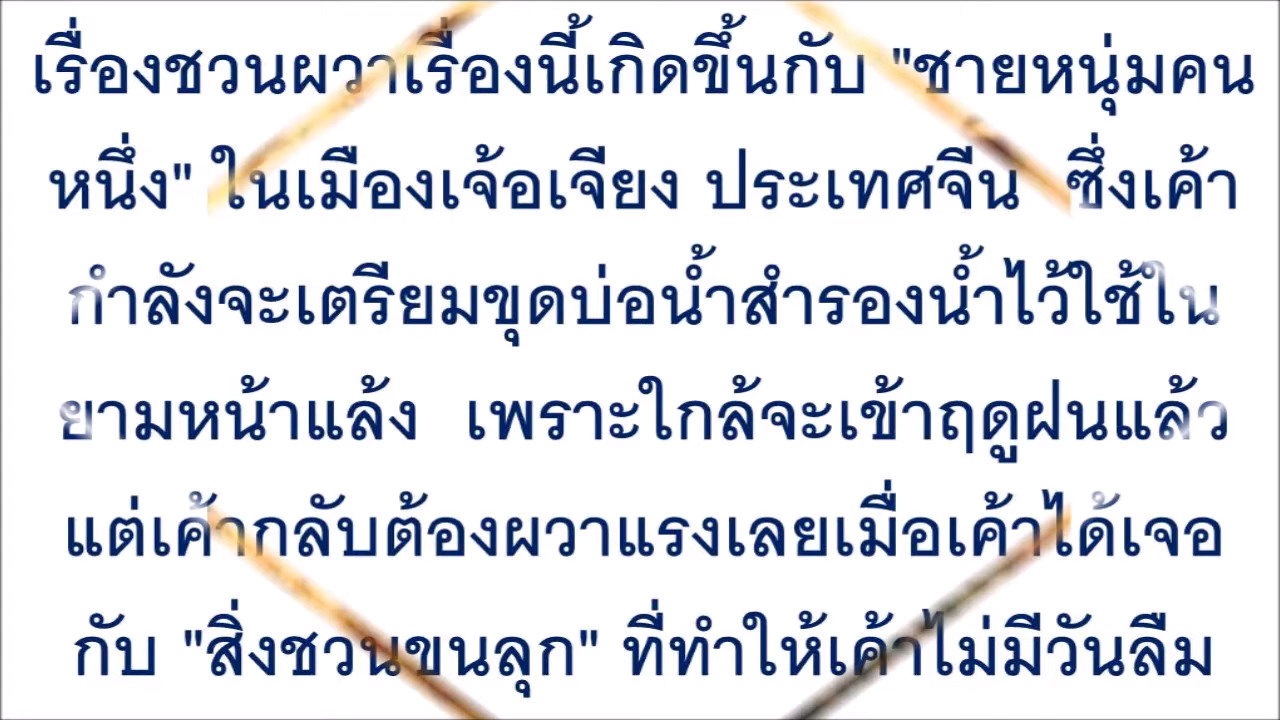 เรื่องชวนผวาเรื่องนี้เกิดขึ้นกับ "ชายหนุ่มคน
หนึ่ง" ในเมืองเจ้อเจียง ประเทศจีน ซึ่งเค้า
กำลังจะเตรียมขุดบ่อน้ำสำรองน้ำไว้ใช้ใน
ยามหน้าแล้ง เพราะใกล้จะเข้าฤดูฝนแล้ว
แต่เค้ากลับต้องผวาแรงเลยเมื่อเค้าได้เจอ
กับ "สิ่งชวนขนลุก" ที่ทำให้เค้าไม่มีวันลืม